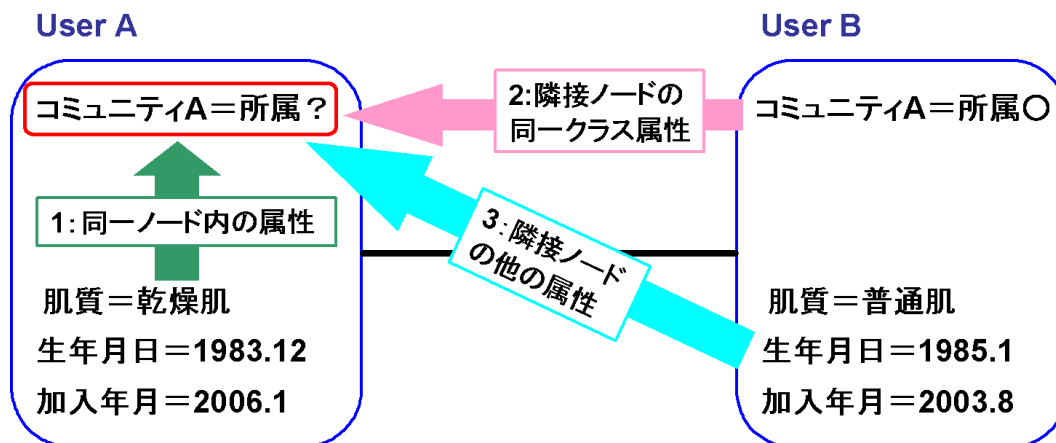 User A
User B
コミュニティA＝所属？
2：隣接ノードの
同一クラス属性
コミュニティA＝所属○
1：同一ノード内の属性
3：隣接ノード
の他の属性
肌質＝乾燥肌
生年月日＝1983.12
加入年月＝2006.1
肌質＝普通肌
生年月日＝1985.1
加入年月＝2003.8